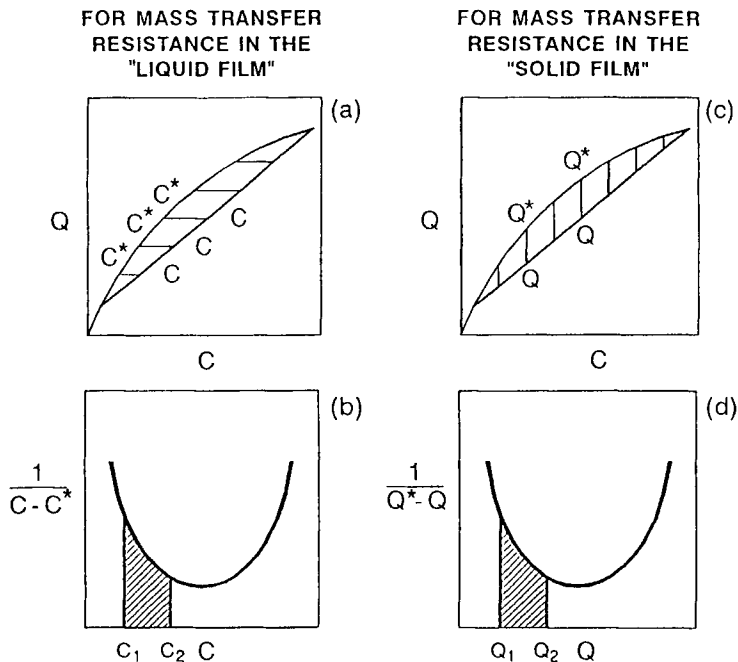 FOR MASS TRANSFER
RESISTANCE IN THE
"LIQUID FILM"
FOR MASS TRANSFER
RESISTANCE IN THE
"SOLID FILM"
(a)
Q
C*
C*
C*
C
C
C
C
(c)
Q*
Q*
Q
Q
C
(b)
1
C - C*
C1 C2 C
(d)
1
Q*- Q
Q1 Q2 Q